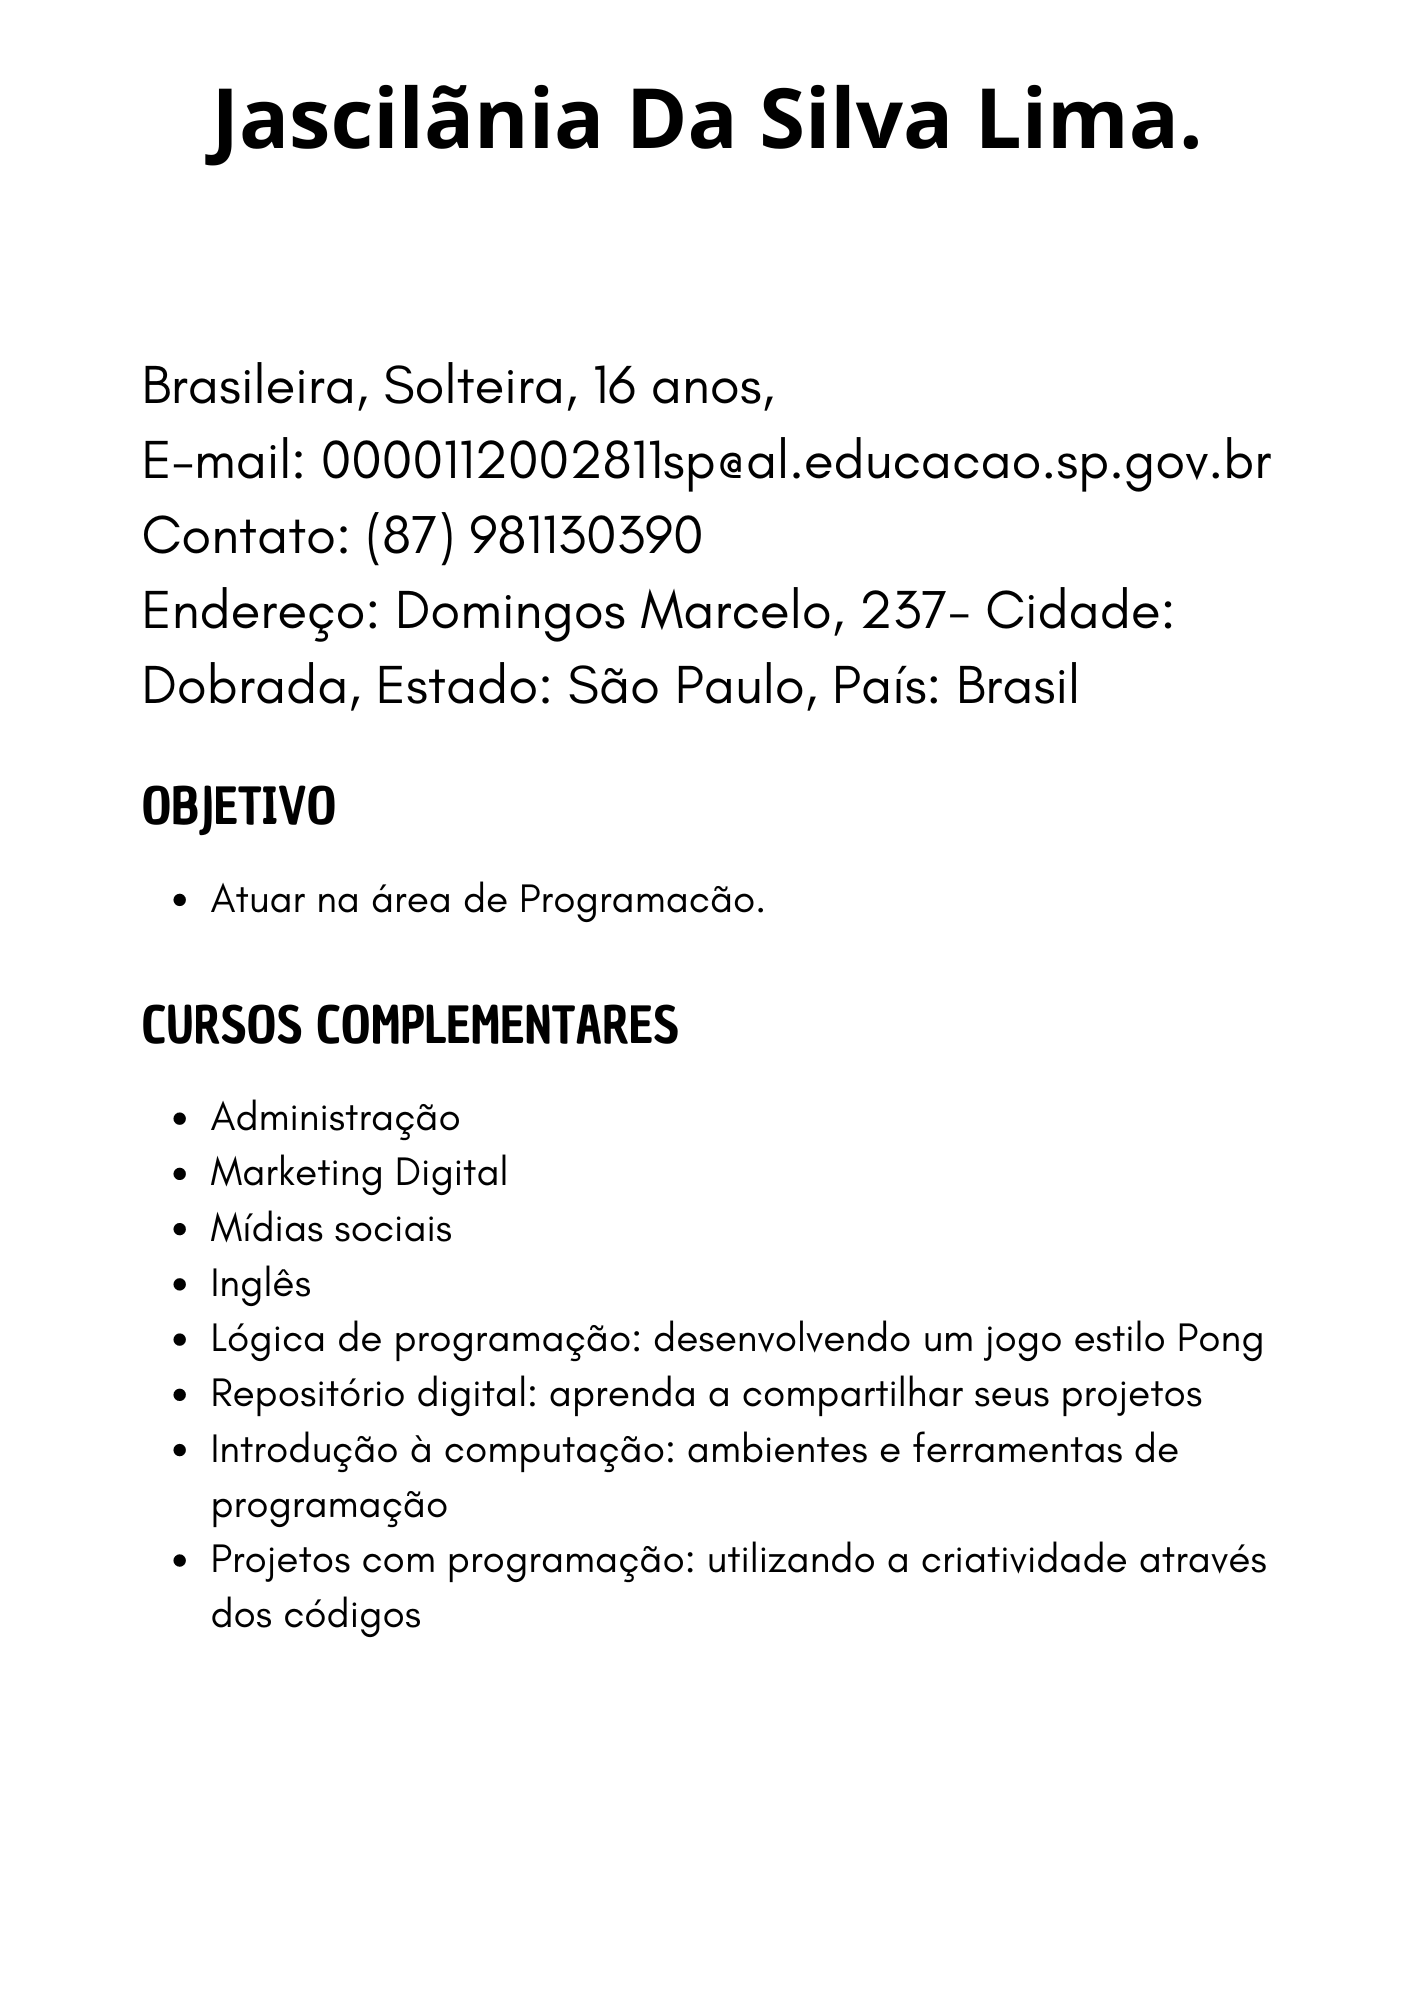 Jascilãnia Da Silva Lima.
Brasileira, Solteira, 16 anos,
E-mail: 0000112002811sp@al.educacao.sp.gov.br
Contato: (87) 981130390
Endereço: Domingos Marcelo, 237- Cidade:
Dobrada, Estado: São Paulo, País: Brasil
OBJETIVO
• Atuar na área de Programacão.
CURSOS COMPLEMENTARES
• Administração
• Marketing Digital
• Mídias sociais
• Inglês
• Lógica de programação: desenvolvendo um jogo estilo Pong
• Repositório digital: aprenda a compartilhar seus projetos
• Introdução à computação: ambientes e ferramentas de
programação
• Projetos com programação: utilizando a criatividade através
dos códigos